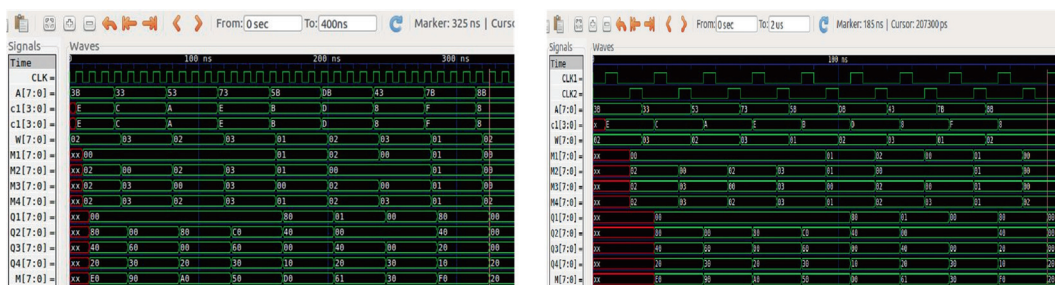 From: 0 sec To: 400ns Marker: 325 ns | Curso
Signals Waves
Time 100 ns 200 ns 300 ns
CLK =
A[7:0] = 3B 33 53 73 5B DB 43 7B 8B
c1[3:0] = E C A E B D 8 F 8
c1[3:0] = E C A E B D 8 F 8
W[7:0] = 02 03 02 03 01 02 03 01 02
M1[7:0] = xx 00 01 02 00 01 00
M2[7:0] = xx 02 00 02 03 01 00 01 00
M3[7:0] = xx 02 03 00 03 00 02 00 01 00
M4[7:0] = xx 02 03 02 03 01 02 03 01 02
Q1[7:0] = xx 00 80 01 00 80 00
Q2[7:0] = xx 80 00 80 C0 40 00 40 00
Q3[7:0] = xx 40 60 00 60 00 40 00 20 00
Q4[7:0] = xx 20 30 20 30 10 20 30 10 20
M[7:0] = xx E0 90 A0 50 D0 61 30 F0 20
From: 0 sec To: 2 us Marker: 185 ns | Cursor: 207300 ps
Signals Waves
Time 100 ns
CLK1 =
CLK2 =
A[7:0] = 3B 33 53 73 5B DB 43 7B 8B
c1[3:0] = x E C A E B D 8 F 8
W[7:0] = 02 03 02 03 01 02 03 01 02
M1[7:0] = xx 00 01 02 00 01 00
M2[7:0] = xx 02 00 02 03 01 00 01 00
M3[7:0] = xx 02 03 00 03 00 02 00 01 00
M4[7:0] = xx 02 03 02 03 01 02 03 01 02
Q1[7:0] = xx 00 80 01 00 80 00
Q2[7:0] = xx 80 00 80 C0 40 00 40 00
Q3[7:0] = xx 40 60 00 60 00 40 00 20 00
Q4[7:0] = xx 20 30 20 30 10 20 30 10 20
M[7:0] = xx E0 90 A0 50 D0 61 30 F0 20